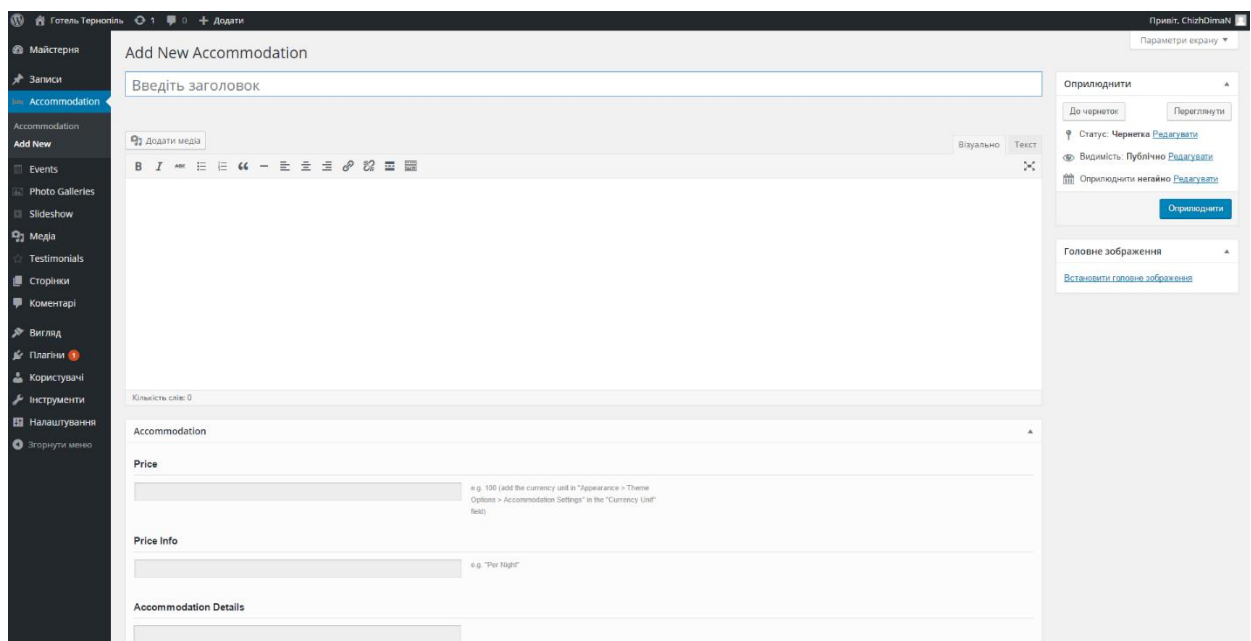 Готель Тернопіль 1 0 + Додати
Привіт, ChizhDimaN
Параметри екрану
Майстерня
Записи
Accommodation
Accommodation
Add New
Events
Photo Galleries
Slideshow
Медіа
Testimonials
Сторінки
Коментарі
Вигляд
Плагіни 1
Користувачі
Інструменти
Налаштування
Згорнути меню
Add New Accommodation
Введіть заголовок
Додати медіа
Візуально Текст
B I ABC
Кількість слів: 0
Accommodation
Price
e.g. 100 (add the currency unit in "Appearance > Theme
Options > Accommodation Settings" in the "Currency Unit"
field)
Price Info
e.g. "Per Night"
Accommodation Details
Оприлюднити
До чернеток Переглянути
Статус: Чернетка Редагувати
Видимість: Публічно Редагувати
Оприлюднити негайно Редагувати
Оприлюднити
Головне зображення
Встановити головне зображення